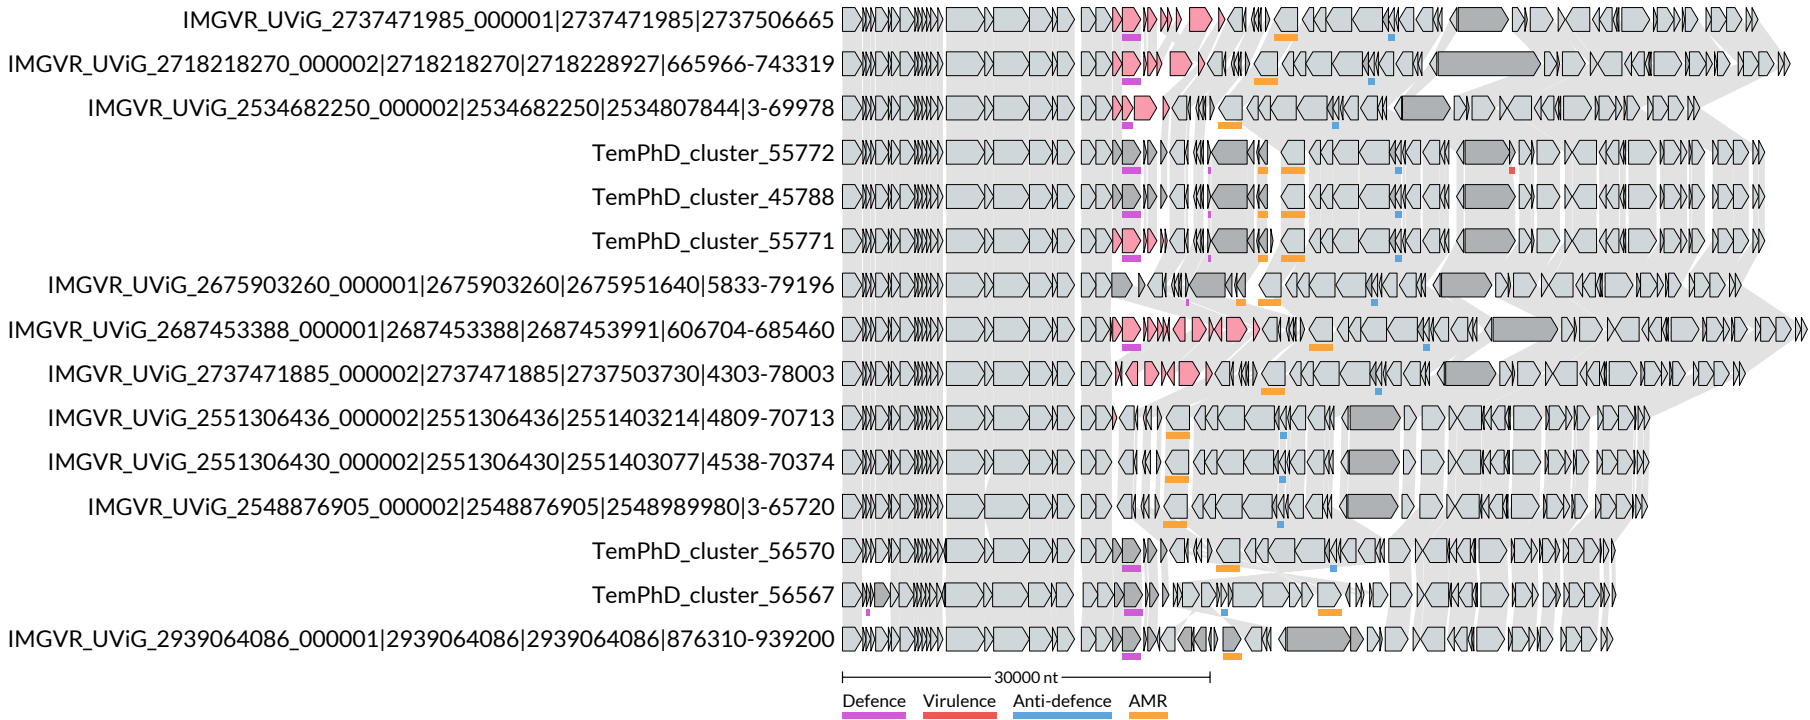 IMGVR_UViG_2737471985_000001|2737471985|2737506665
IMGVR_UViG_2718218270_000002|2718218270|2718228927|665966-743319
IMGVR_UViG_2534682250_000002|2534682250|2534807844|3-69978
TemPhD_cluster_55772
TemPhD_cluster_45788
TemPhD_cluster_55771
IMGVR_UViG_2675903260_000001|2675903260|2675951640|5833-79196
IMGVR_UViG_2687453388_000001|2687453388|2687453991|606704-685460
IMGVR_UViG_2737471885_000002|2737471885|2737503730|4303-78003
IMGVR_UViG_2551306436_000002|2551306436|2551403214|4809-70713
IMGVR_UViG_2551306430_000002|2551306430|2551403077|4538-70374
IMGVR_UViG_2548876905_000002|2548876905|2548989980|3-65720
TemPhD_cluster_56570
TemPhD_cluster_56567
IMGVR_UViG_2939064086_000001|2939064086|2939064086|876310-939200
30000 nt
Defence Virulence Anti-defence AMR